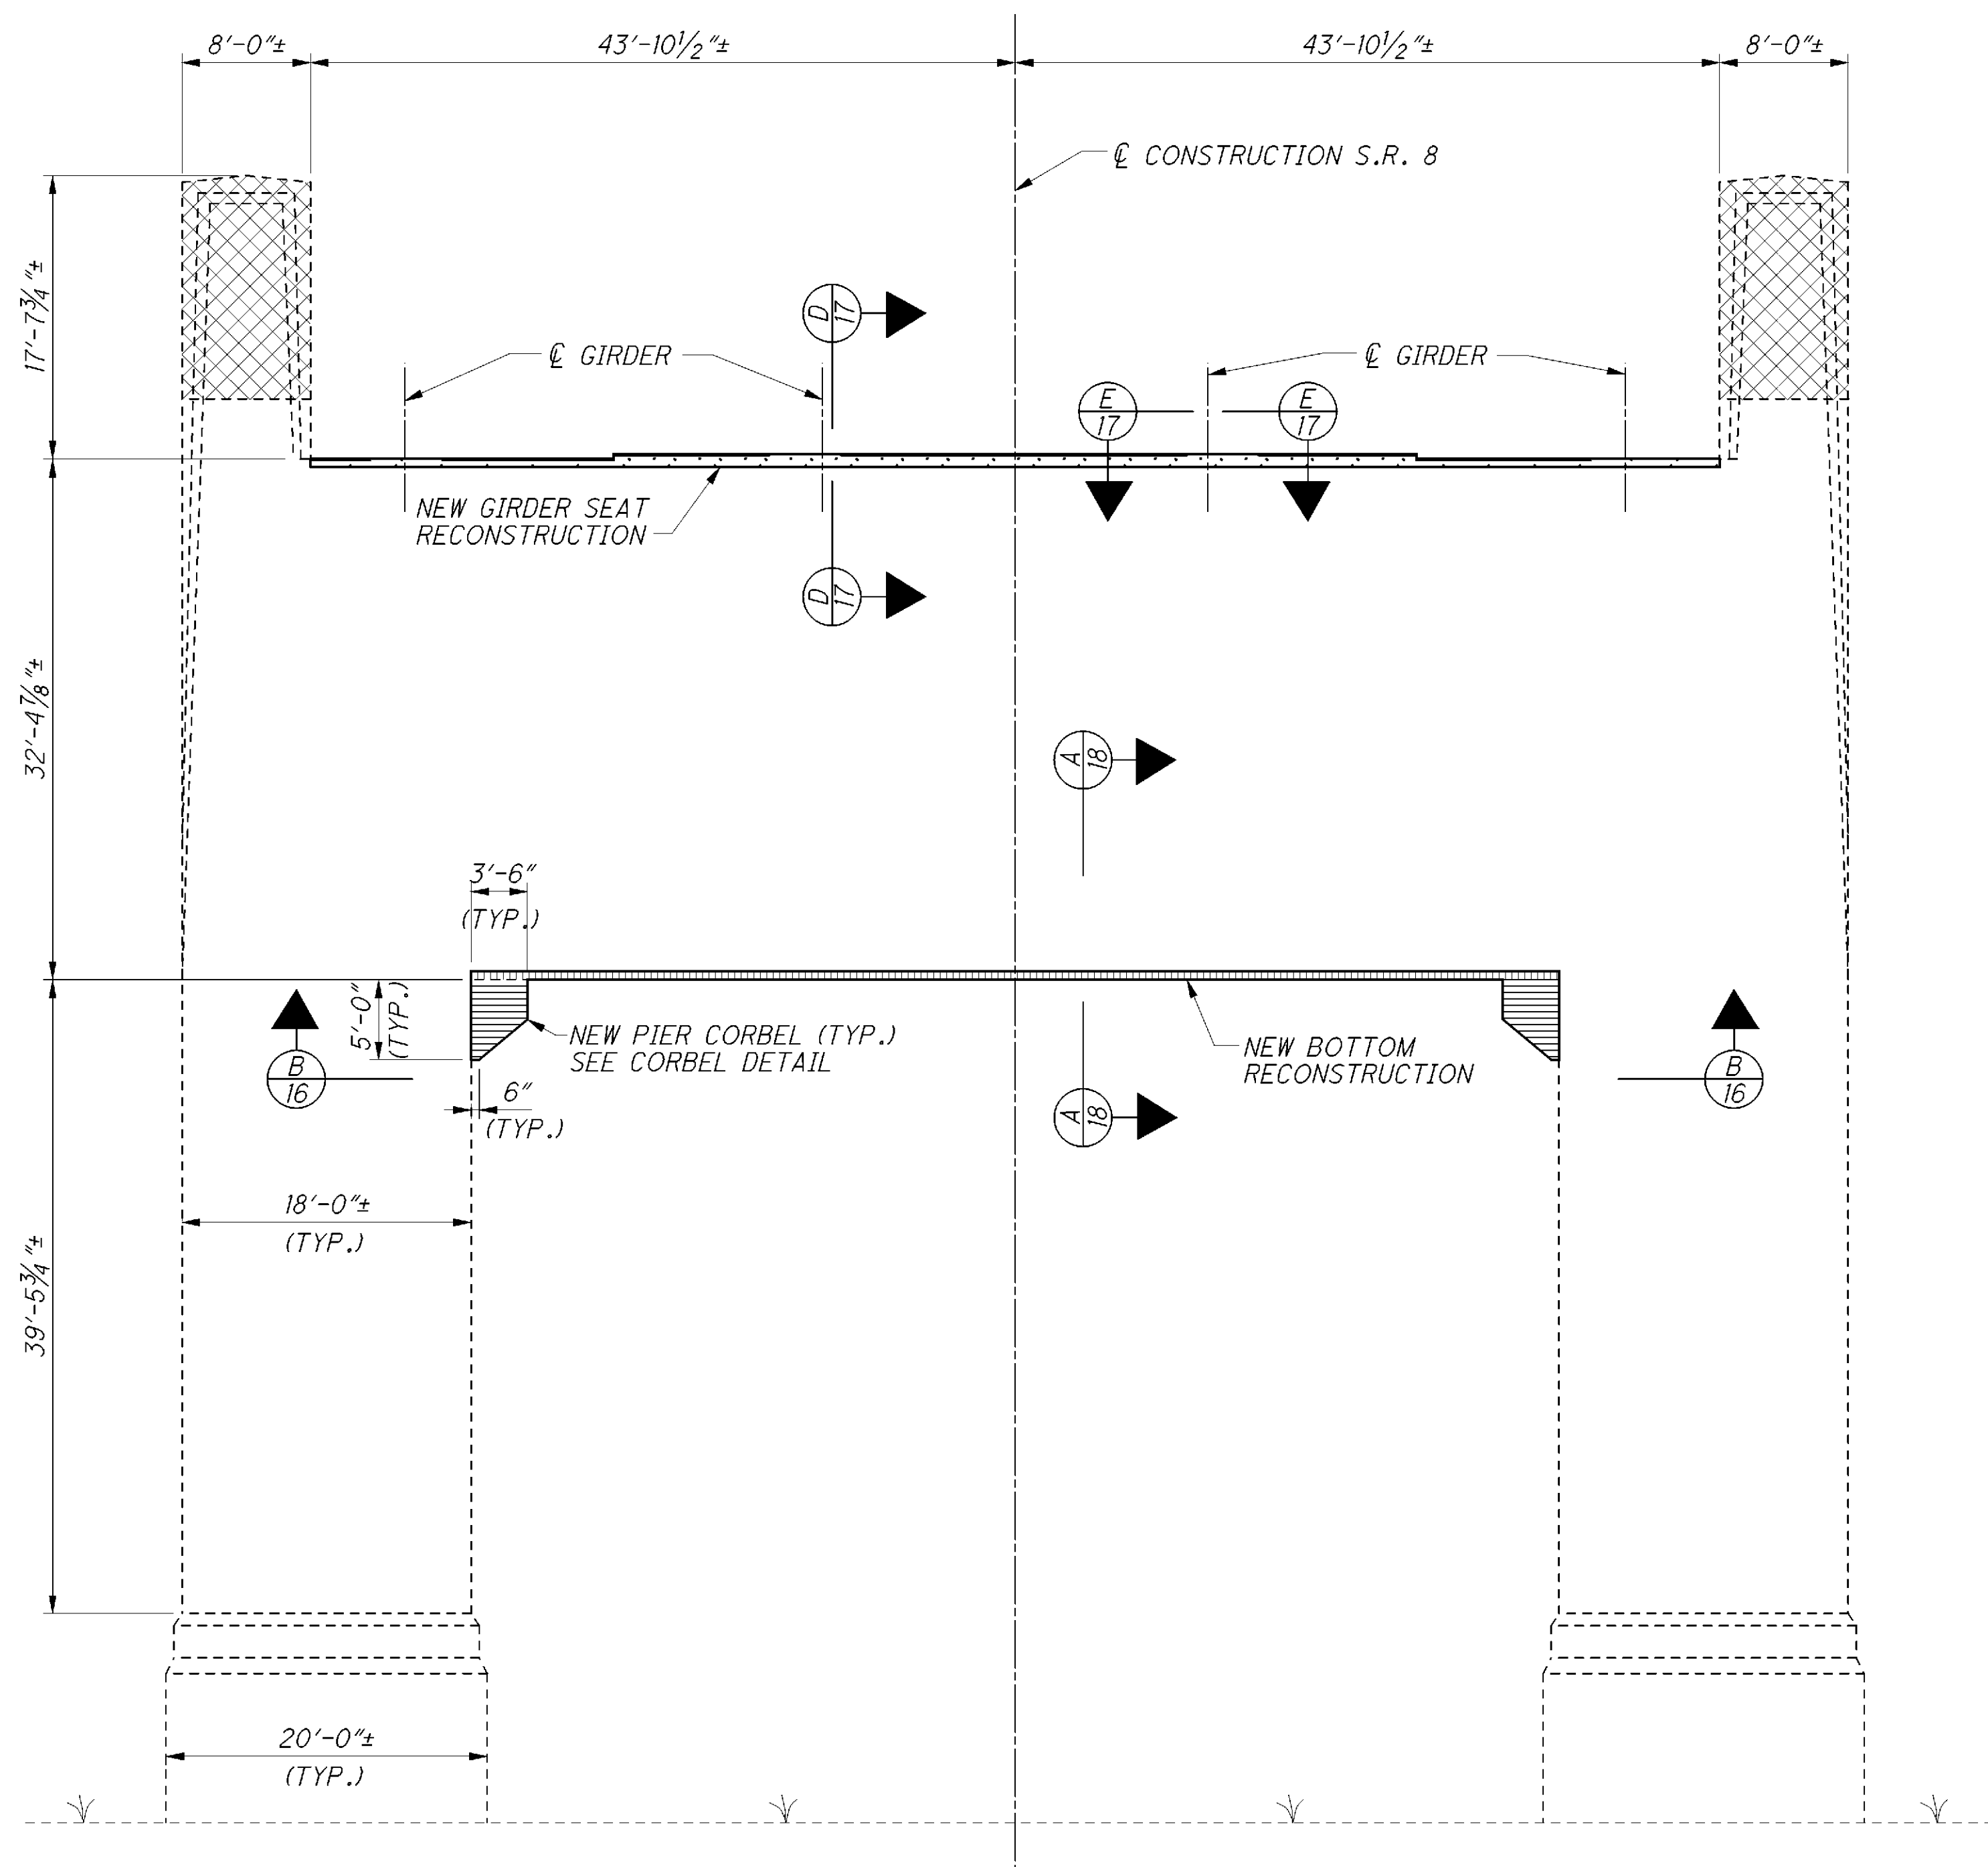 8'-0"±
43'-10½"±
43'-10½"±
8'-0"±
℄ CONSTRUCTION S.R. 8
17'-7¾"±
D
17
℄ GIRDER
℄ GIRDER
E
17
E
17
NEW GIRDER SEAT
RECONSTRUCTION
D
17
32'-4⅞"±
A
18
3'-6"
(TYP.)
5'-0"
(TYP.)
NEW PIER CORBEL (TYP.)
SEE CORBEL DETAIL
NEW BOTTOM
RECONSTRUCTION
B
16
B
16
6"
(TYP.)
A
18
18'-0"±
(TYP.)
39'-5¾"±
20'-0"±
(TYP.)